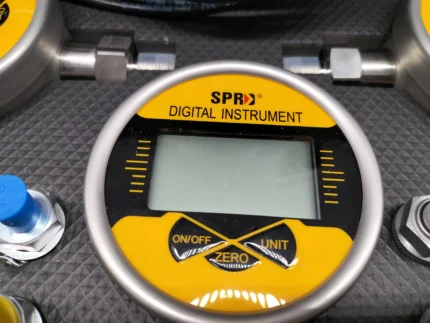 SPR®
DIGITAL INSTRUMENT
ON/OFF
ZERO
UNIT